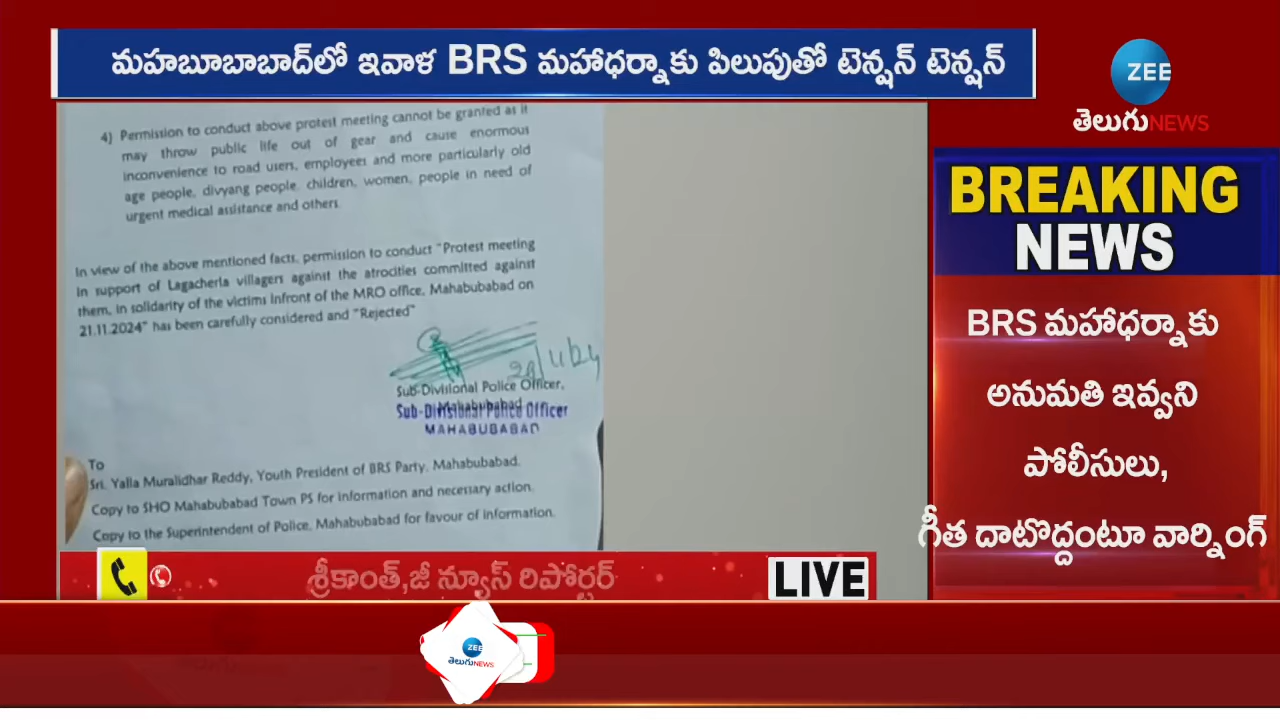 మహబూబాబాద్‌లో ఇవాళ BRS మహాధర్నాకు పిలుపుతో టెన్షన్ టెన్షన్
ZEE
తెలుగు NEWS
4) Permission to conduct above protest meeting cannot be granted as it
may throw public life out of gear and cause enormous
inconvenience to road users, employees and more particularly old
age people, divyang people, children, women, people in need of
urgent medical assistance and others.
In view of the above mentioned facts, permission to conduct "Protest meeting
in support of Lagacherla villagers against the atrocities committed against
them, in solidarity of the victims infront of the MRO office, Mahabubabad on
21.11.2024" has been carefully considered and "Rejected"
Sub-Divisional Police Officer,
Mahabubabad
Sub-Divisional Police Officer
MAHABUBABAD
To
Sri. Yalla Muralidhar Reddy, Youth President of BRS Party, Mahabubabad.
Copy to SHO Mahabubabad Town PS for information and necessary action.
Copy to the Superintendent of Police, Mahabubabad for favour of information.
BREAKING
NEWS
BRS మహాధర్నాకు
అనుమతి ఇవ్వని
పోలీసులు,
గీత దాటొద్దంటూ వార్నింగ్
శ్రీకాంత్,జీ న్యూస్ రిపోర్టర్
LIVE
ZEE
తెలుగు NEWS